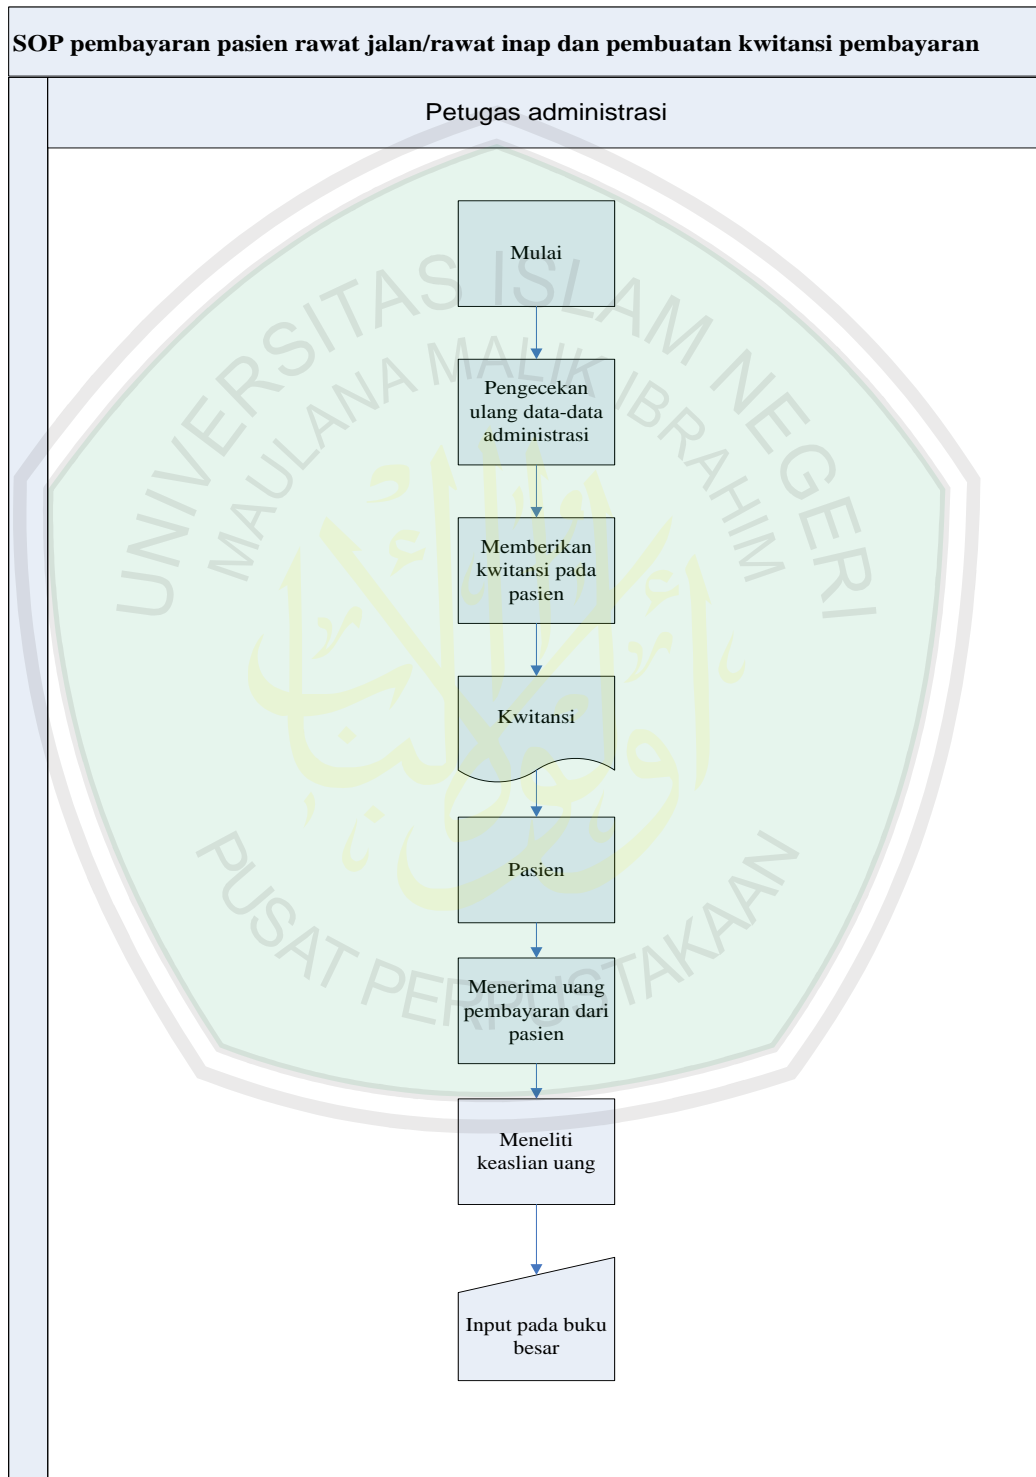 SOP pembayaran pasien rawat jalan/rawat inap dan pembuatan kwitansi pembayaran
Petugas administrasi
Mulai
Pengecekan
ulang data-data
administrasi
Memberikan
kwitansi pada
pasien
Kwitansi
Pasien
Menerima uang
pembayaran dari
pasien
Meneliti
keaslian uang
Input pada buku
besar
UNIVERSITAS ISLAM NEGERI
MAULANA MALIK IBRAHIM
PUSAT PERPUSTAKAAN